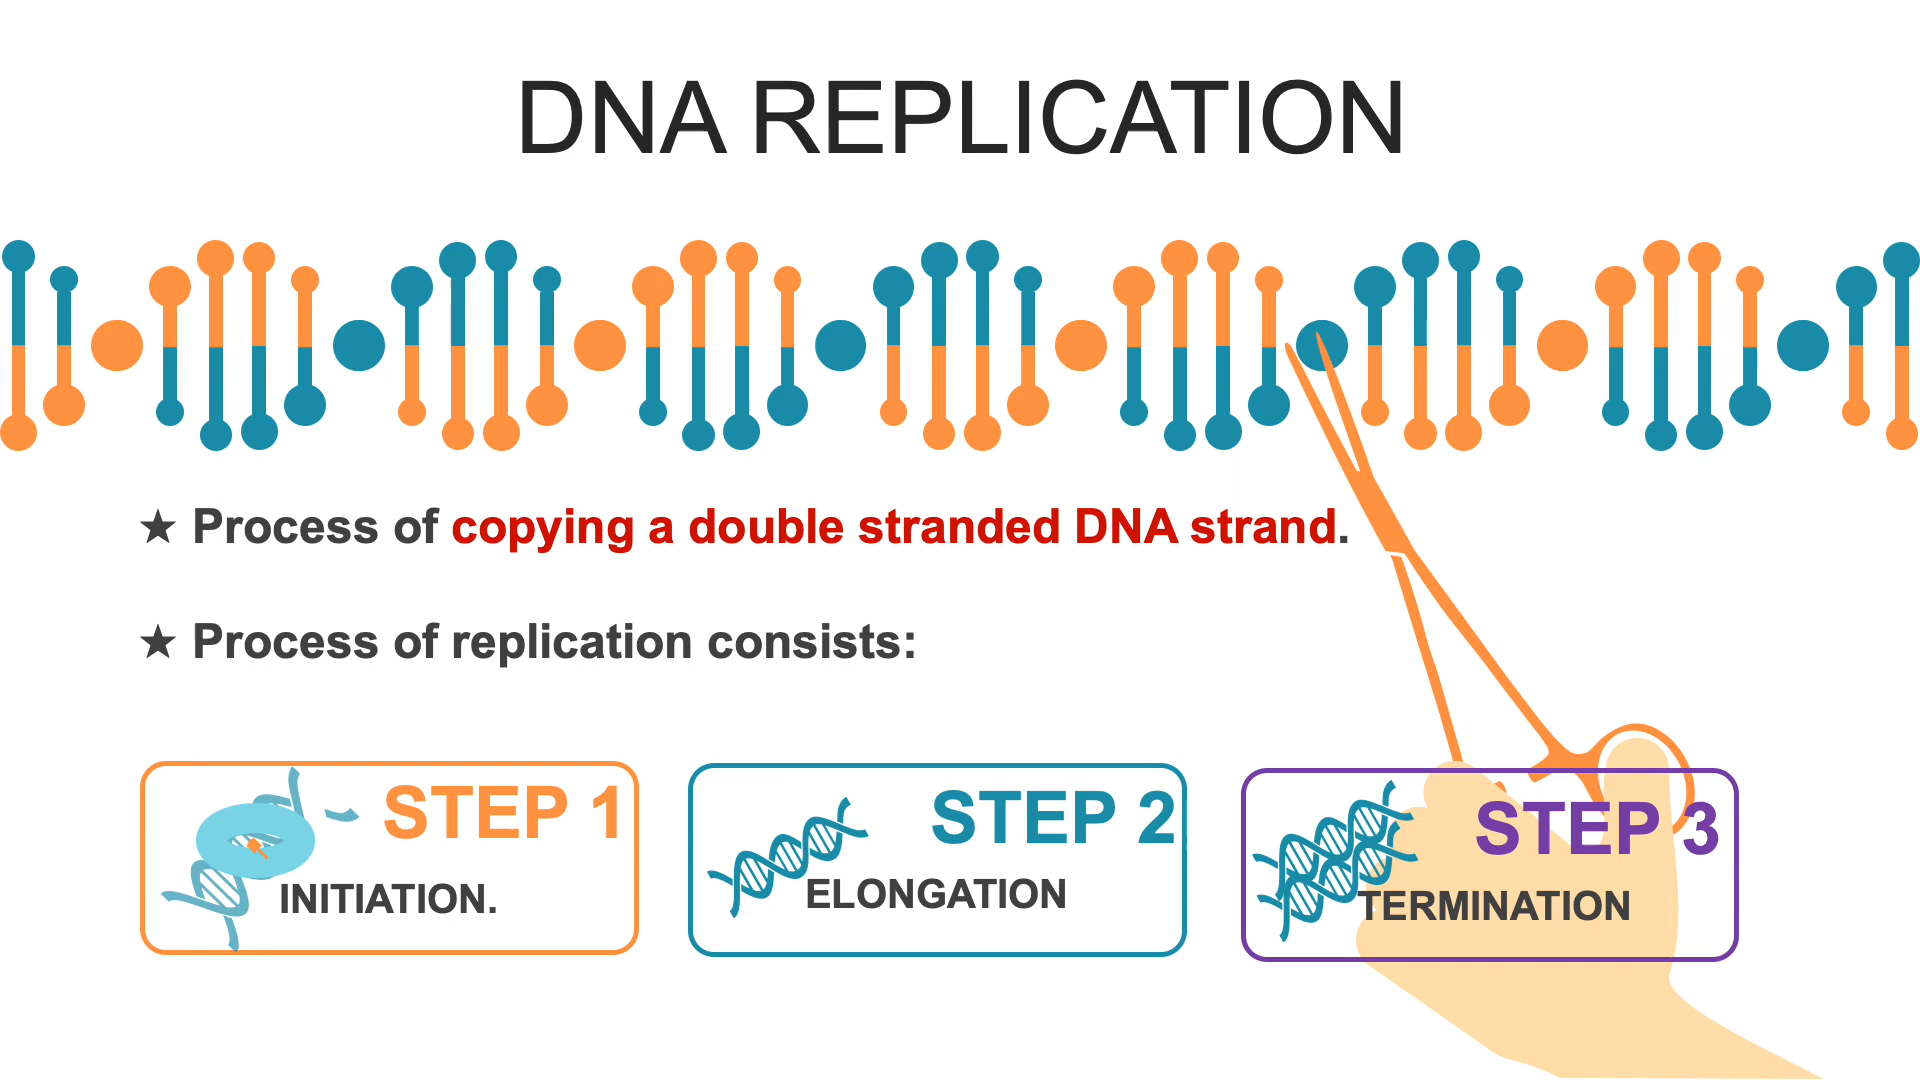 DNA REPLICATION
★ Process of copying a double stranded DNA strand.
★ Process of replication consists:
STEP 1
INITIATION.
STEP 2
ELONGATION
STEP 3
TERMINATION